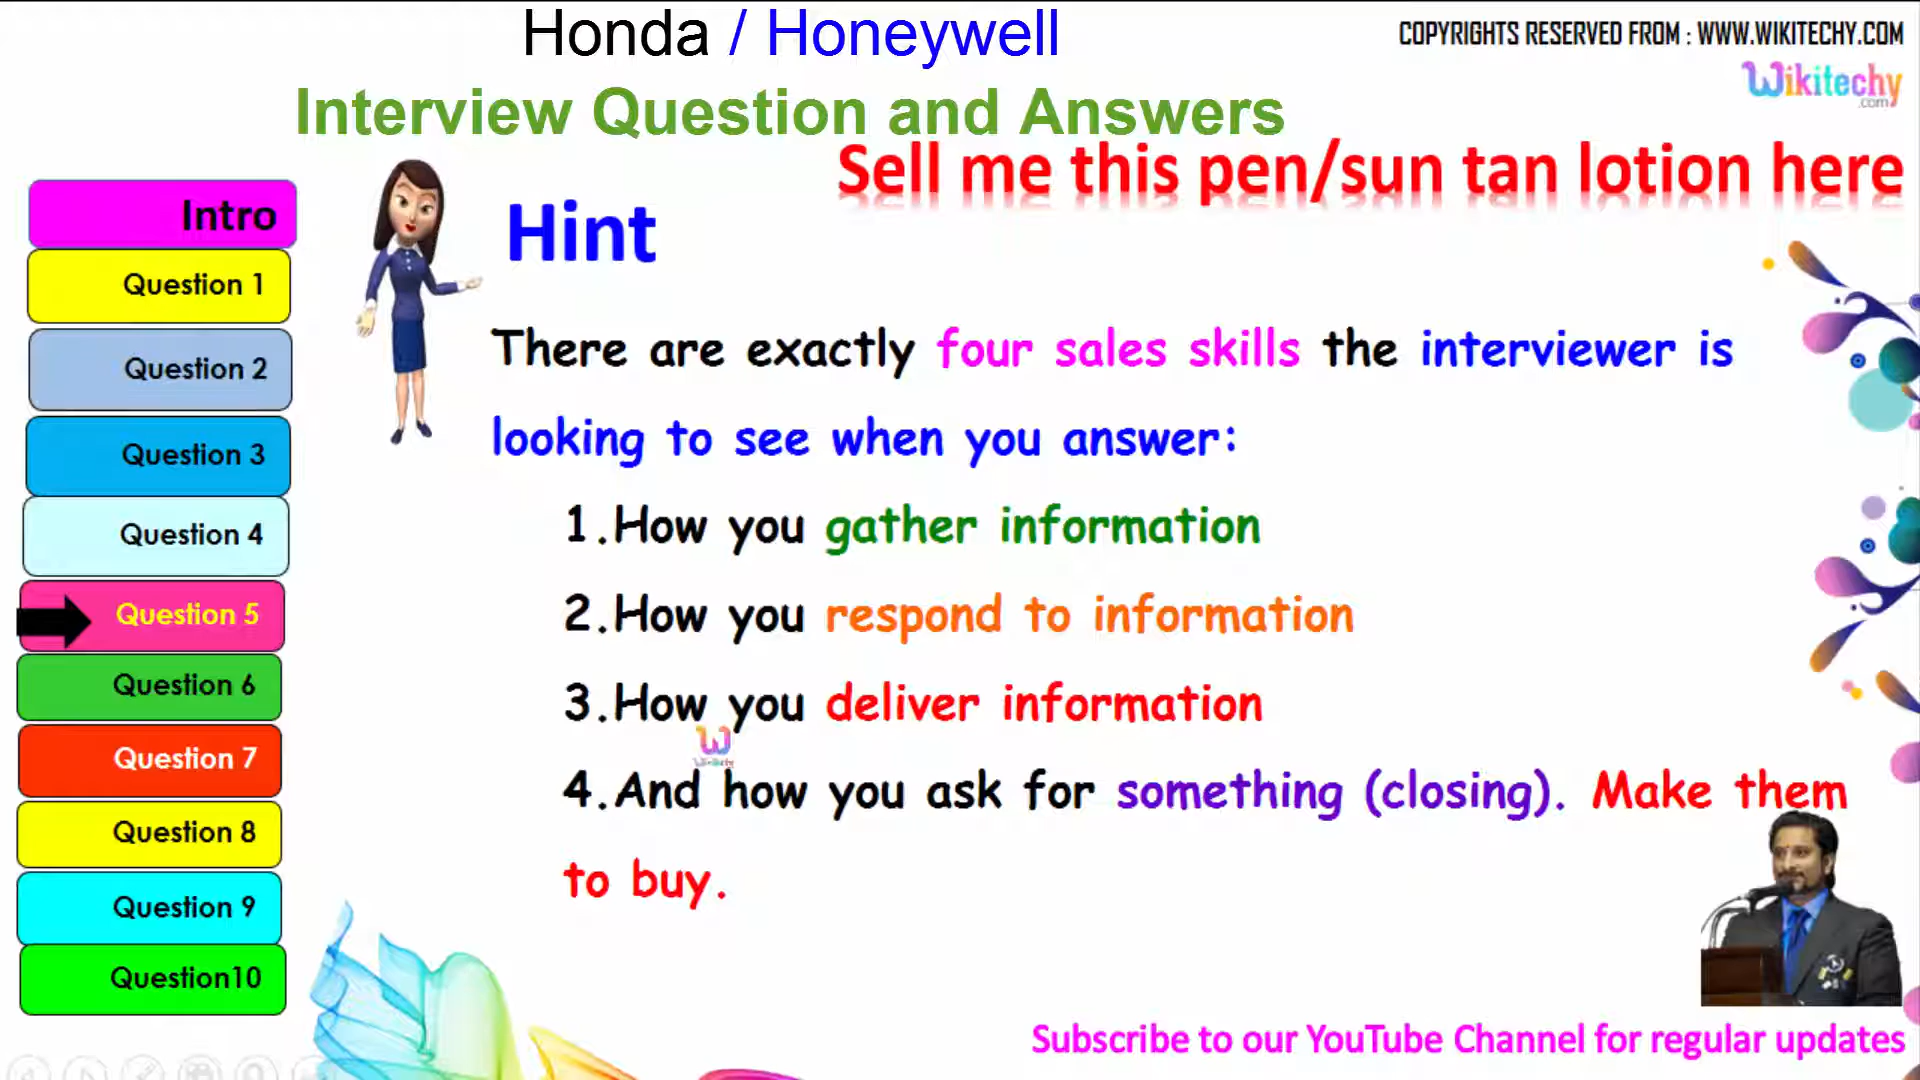 Honda / Honeywell
COPYRIGHTS RESERVED FROM : WWW.WIKITECHY.COM
Wikitechy
.com
Interview Question and Answers
Sell me this pen/sun tan lotion here
Hint
Intro
Question 1
Question 2
Question 3
Question 4
Question 5
Question 6
Question 7
Question 8
Question 9
Question10
There are exactly four sales skills the interviewer is
looking to see when you answer:
1.How you gather information
2.How you respond to information
3.How you deliver information
4.And how you ask for something (closing). Make them
to buy.
Subscribe to our YouTube Channel for regular updates